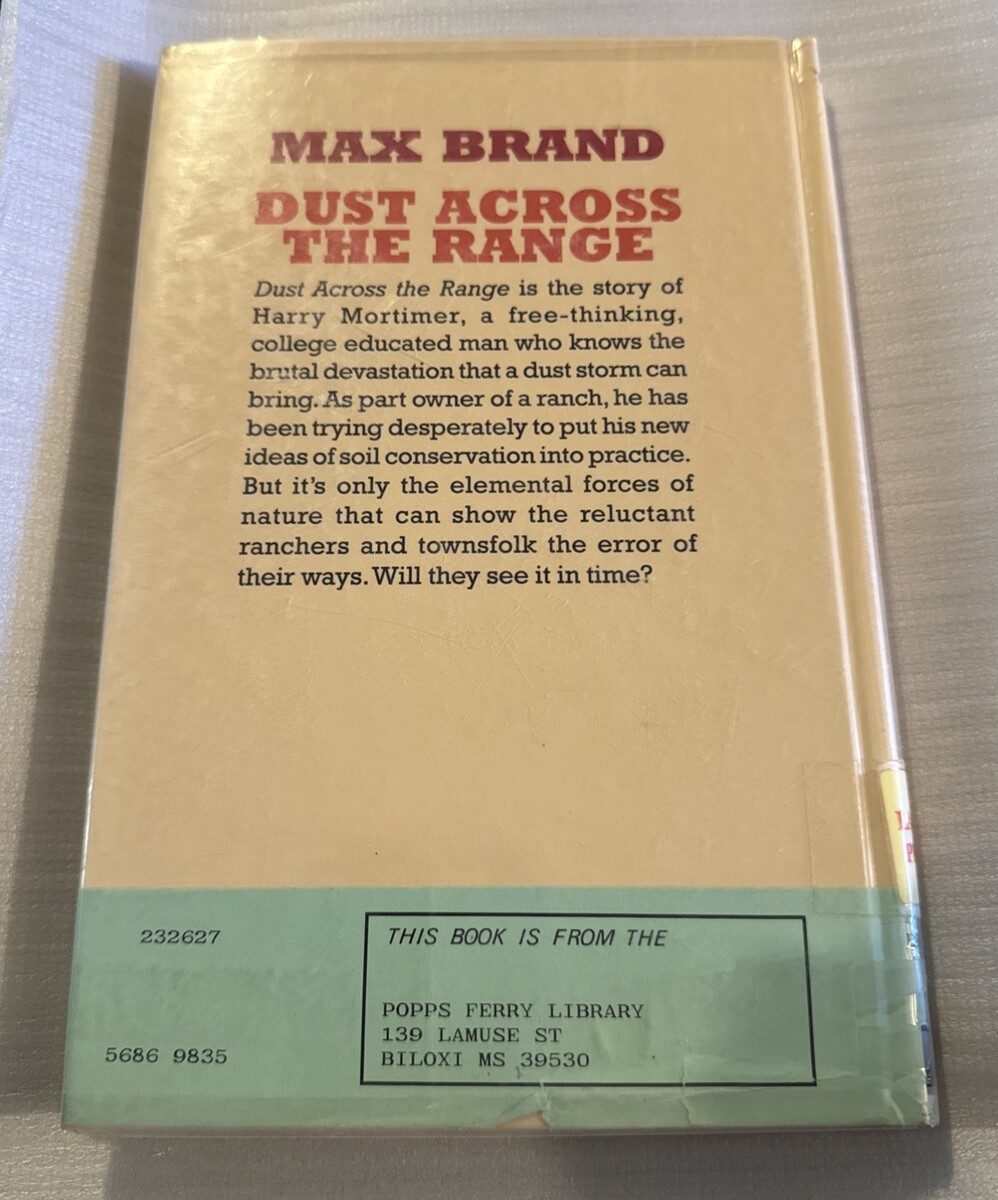 MAX BRAND
DUST ACROSS
THE RANGE
Dust Across the Range is the story of
Harry Mortimer, a free-thinking,
college educated man who knows the
brutal devastation that a dust storm can
bring. As part owner of a ranch, he has
been trying desperately to put his new
ideas of soil conservation into practice.
But it's only the elemental forces of
nature that can show the reluctant
ranchers and townsfolk the error of
their ways. Will they see it in time?
232627
5686 9835
THIS BOOK IS FROM THE
POPPS FERRY LIBRARY
139 LAMUSE ST
BILOXI MS 39530